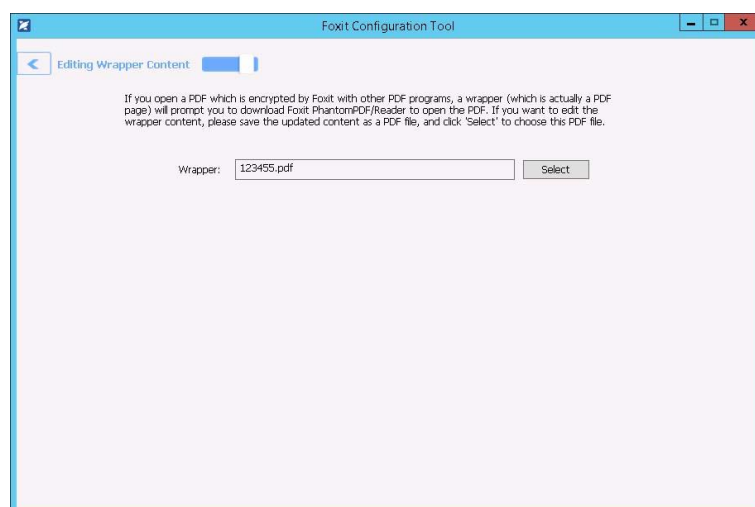 Foxit Configuration Tool
Editing Wrapper Content
If you open a PDF which is encrypted by Foxit with other PDF programs, a wrapper (which is actually a PDF
page) will prompt you to download Foxit PhantomPDF/Reader to open the PDF. If you want to edit the
wrapper content, please save the updated content as a PDF file, and click 'Select' to choose this PDF file.
Wrapper: 123455.pdf Select